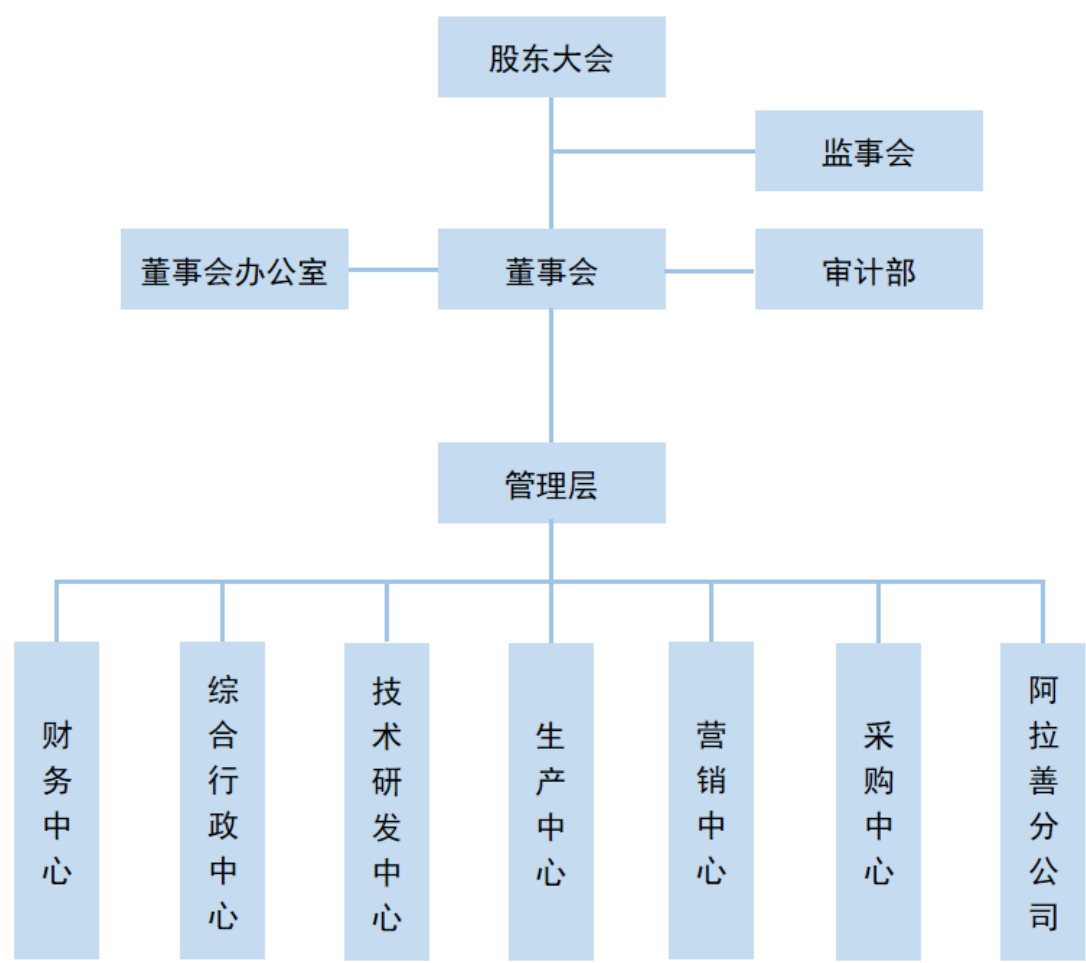 股东大会
监事会
董事会办公室
董事会
审计部
管理层
财务中心
综合行政中心
技术研发中心
生产中心
营销中心
采购中心
阿拉善分公司